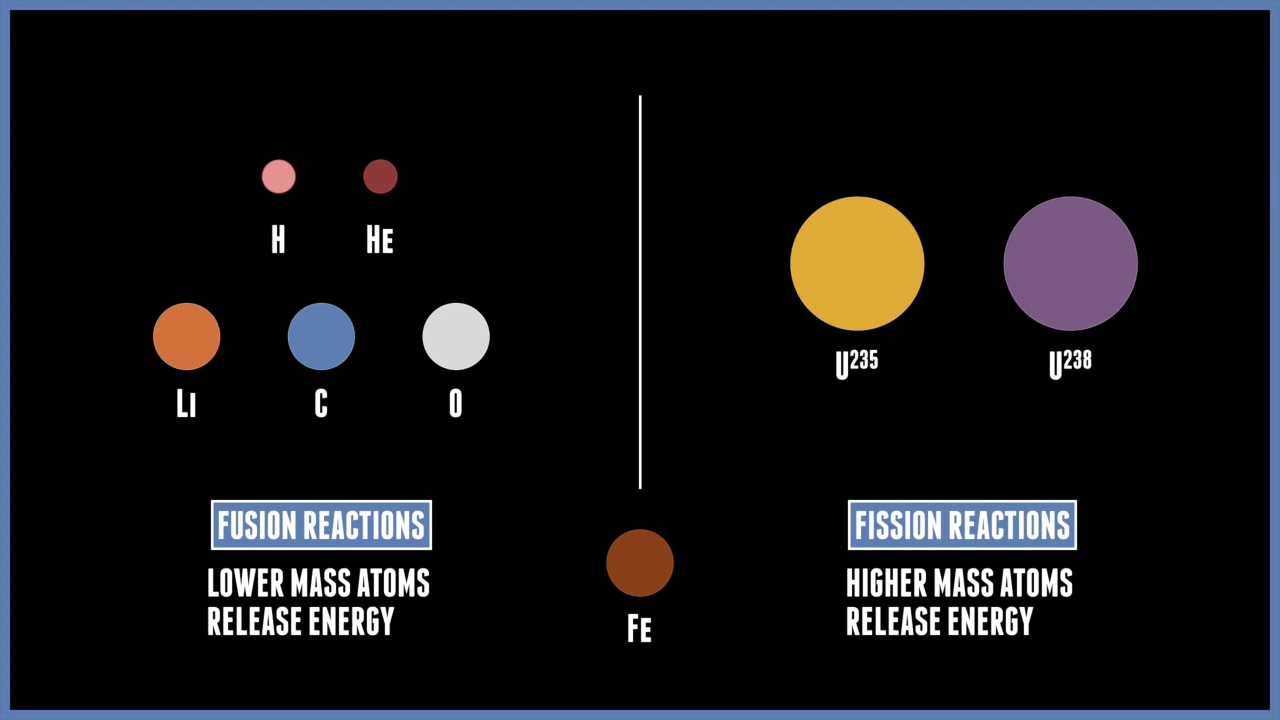 H
He
Li
C
O
FUSION REACTIONS
LOWER MASS ATOMS
RELEASE ENERGY
Fe
U²³⁵
U²³⁸
FISSION REACTIONS
HIGHER MASS ATOMS
RELEASE ENERGY